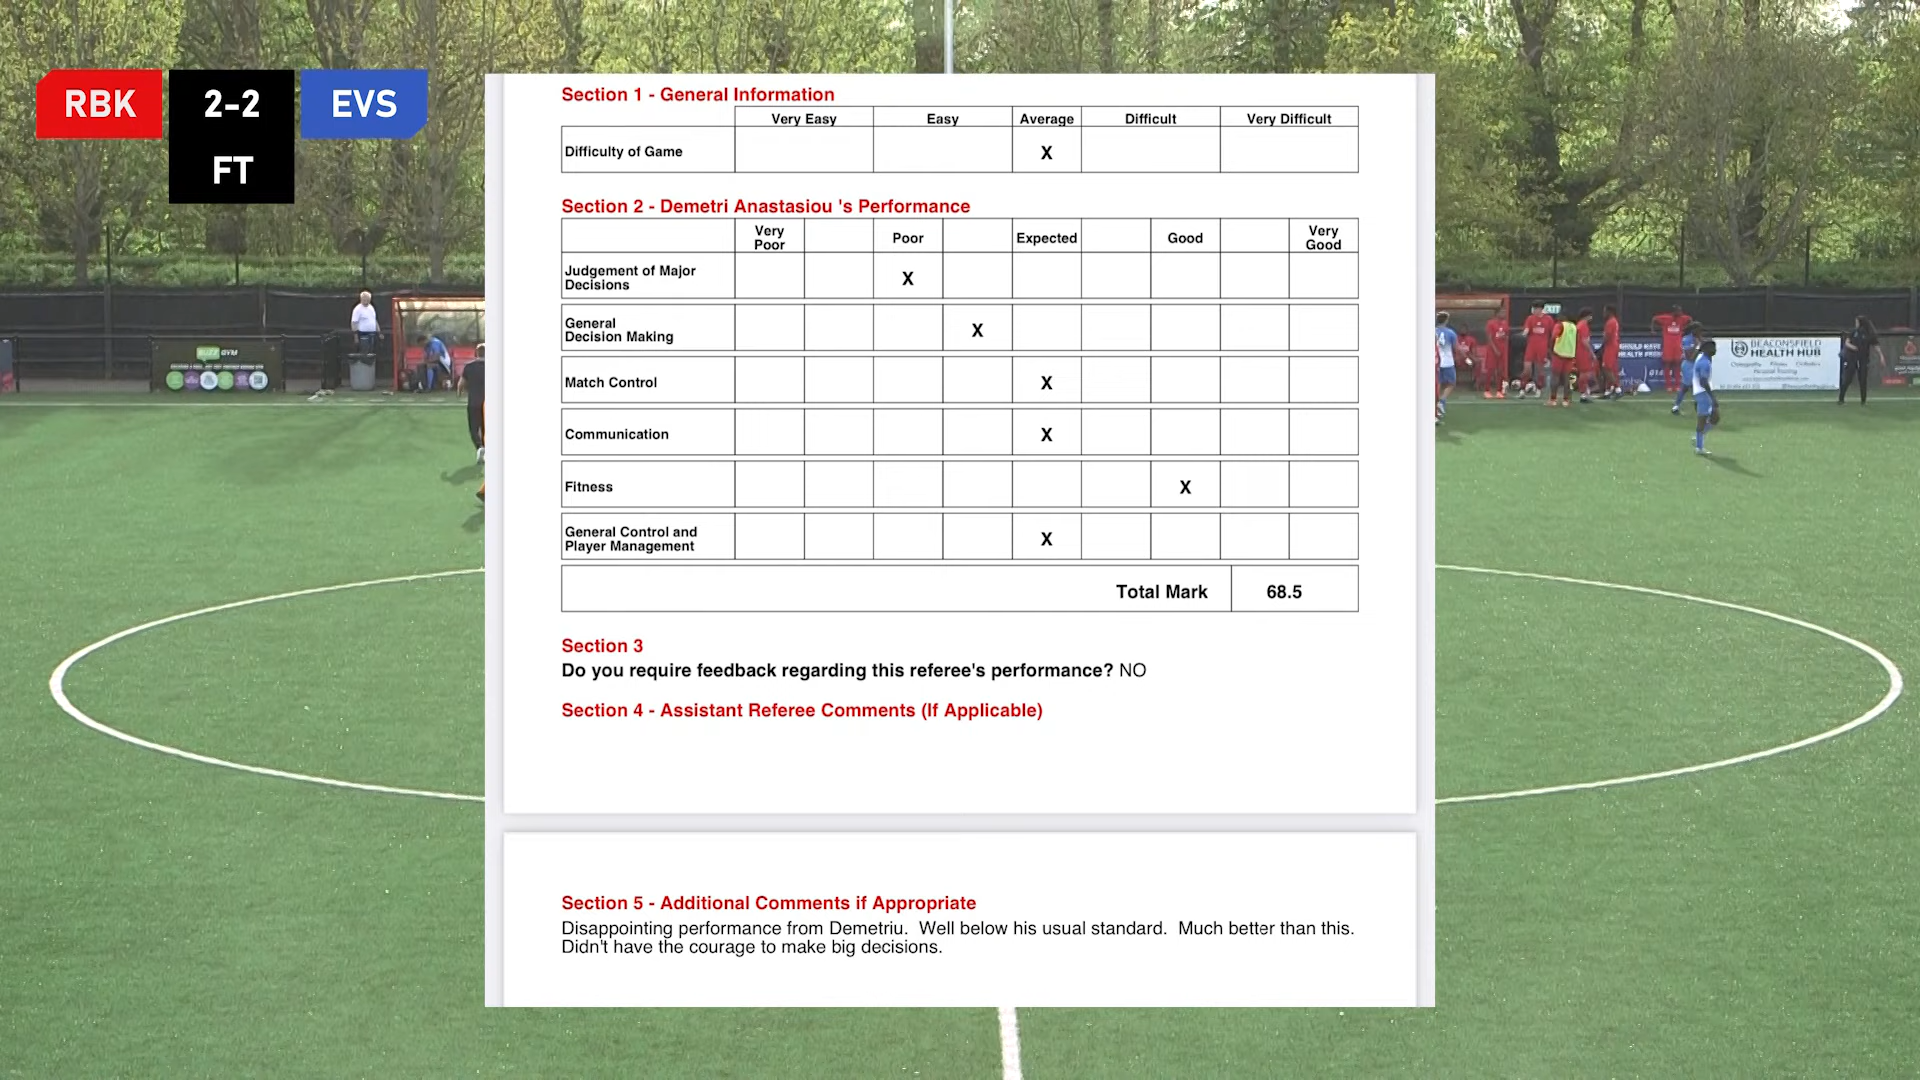 RBK 2-2 EVS
FT
Section 1 - General Information
Very Easy Easy Average Difficult Very Difficult
Difficulty of Game X
Section 2 - Demetri Anastasiou 's Performance
Very Poor Poor Expected Good Very Good
Judgement of Major
Decisions X
General
Decision Making X
Match Control X
Communication X
Fitness X
General Control and
Player Management X
Total Mark 68.5
Section 3
Do you require feedback regarding this referee's performance? NO
Section 4 - Assistant Referee Comments (If Applicable)
Section 5 - Additional Comments if Appropriate
Disappointing performance from Demetriu. Well below his usual standard. Much better than this.
Didn't have the courage to make big decisions.
BUZZ GYM
BEACONSFIELD
HEALTH HUB